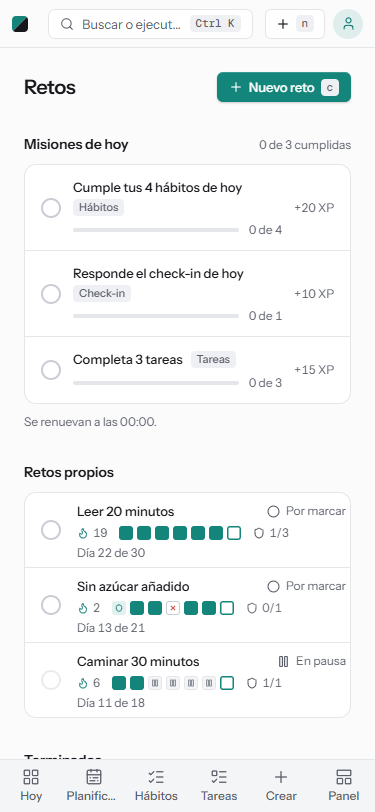 Buscar o ejecut... Ctrl K
n
Retos
Nuevo reto c
Misiones de hoy
0 de 3 cumplidas
Cumple tus 4 hábitos de hoy
Hábitos
+20 XP
0 de 4
Responde el check-in de hoy
Check-in
+10 XP
0 de 1
Completa 3 tareas Tareas
+15 XP
0 de 3
Se renuevan a las 00:00.
Retos propios
Leer 20 minutos
Por marcar
19
1/3
Día 22 de 30
Sin azúcar añadido
Por marcar
2
0/1
Día 13 de 21
Caminar 30 minutos
En pausa
6
1/1
Día 11 de 18
Hoy
Planific...
Hábitos
Tareas
Crear
Panel